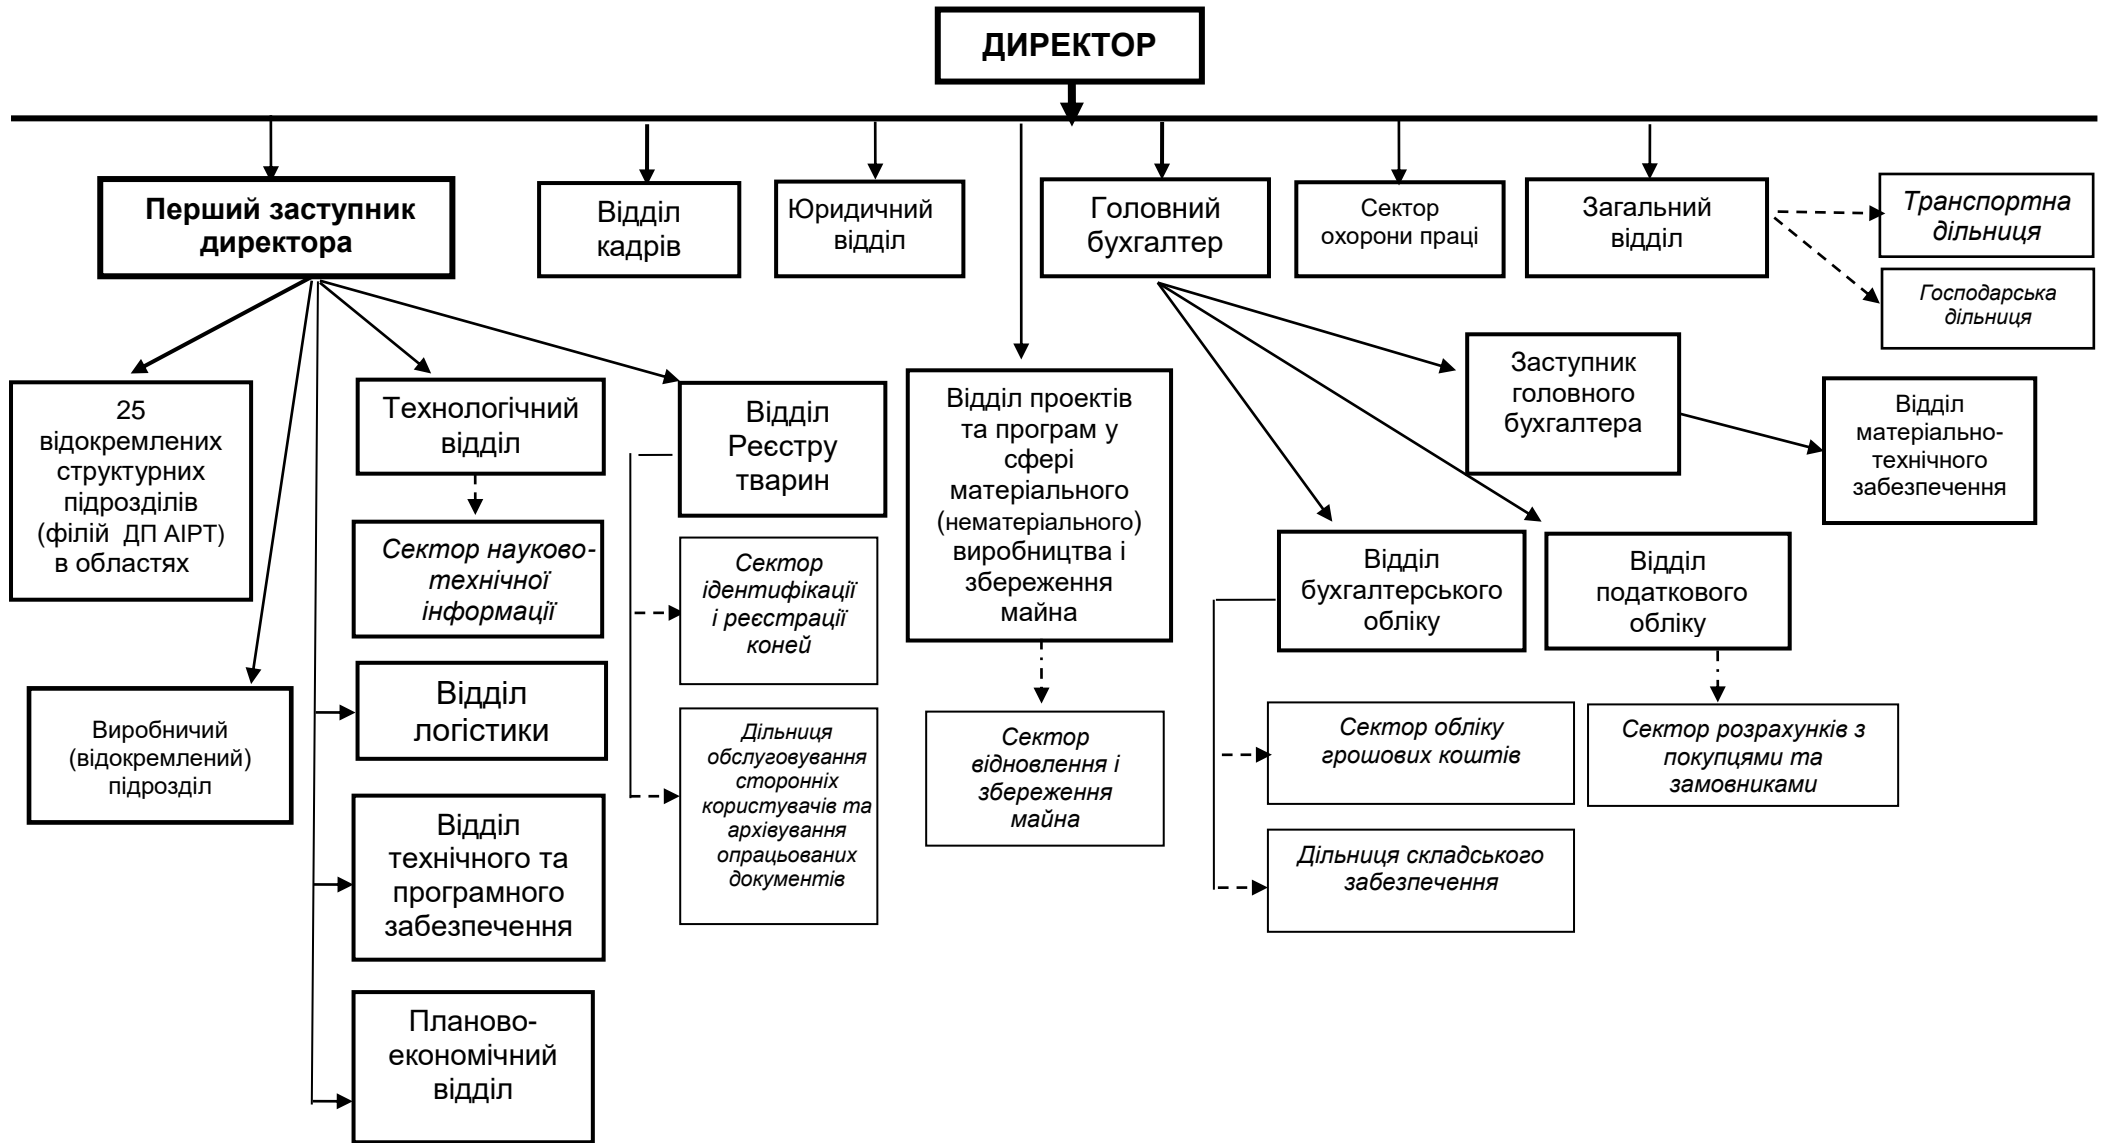 ДИРЕКТОР
Перший заступник
директора
Відділ
кадрів
Юридичний
відділ
Головний
бухгалтер
Сектор
охорони праці
Загальний
відділ
Транспортна
дільниця
Господарська
дільниця
25
відокремлених
структурних
підрозділів
(філій ДП АІРТ)
в областях
Технологічний
відділ
Відділ
Реєстру
тварин
Відділ проектів
та програм у
сфері
матеріального
(нематеріального)
виробництва і
збереження
майна
Заступник
головного
бухгалтера
Відділ
матеріально-
технічного
забезпечення
Сектор науково-
технічної
інформації
Сектор
ідентифікації
і реєстрації
коней
Відділ
бухгалтерського
обліку
Відділ
податкового
обліку
Виробничий
(відокремлений)
підрозділ
Відділ
логістики
Дільниця
обслуговування
сторонніх
користувачів та
архівування
опрацьованих
документів
Сектор
відновлення і
збереження
майна
Сектор обліку
грошових коштів
Сектор розрахунків з
покупцями та
замовниками
Відділ
технічного та
програмного
забезпечення
Дільниця складського
забезпечення
Планово-
економічний
відділ